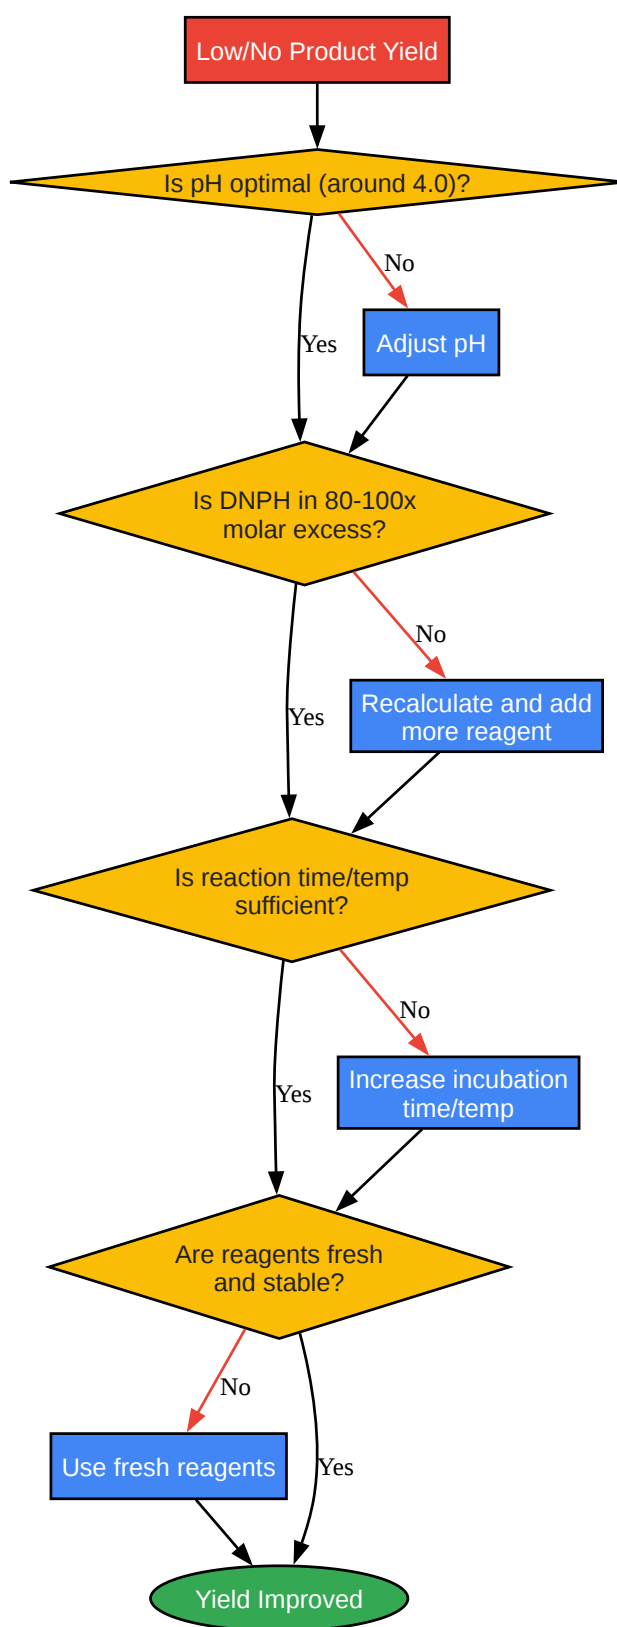 Low/No Product Yield
Is pH optimal (around 4.0)?
No
Yes
Adjust pH
Is DNPH in 80-100x
molar excess?
No
Recalculate and add
more reagent
Yes
Is reaction time/temp
sufficient?
No
Increase incubation
time/temp
Yes
Are reagents fresh
and stable?
No
Use fresh reagents
Yes
Yield Improved